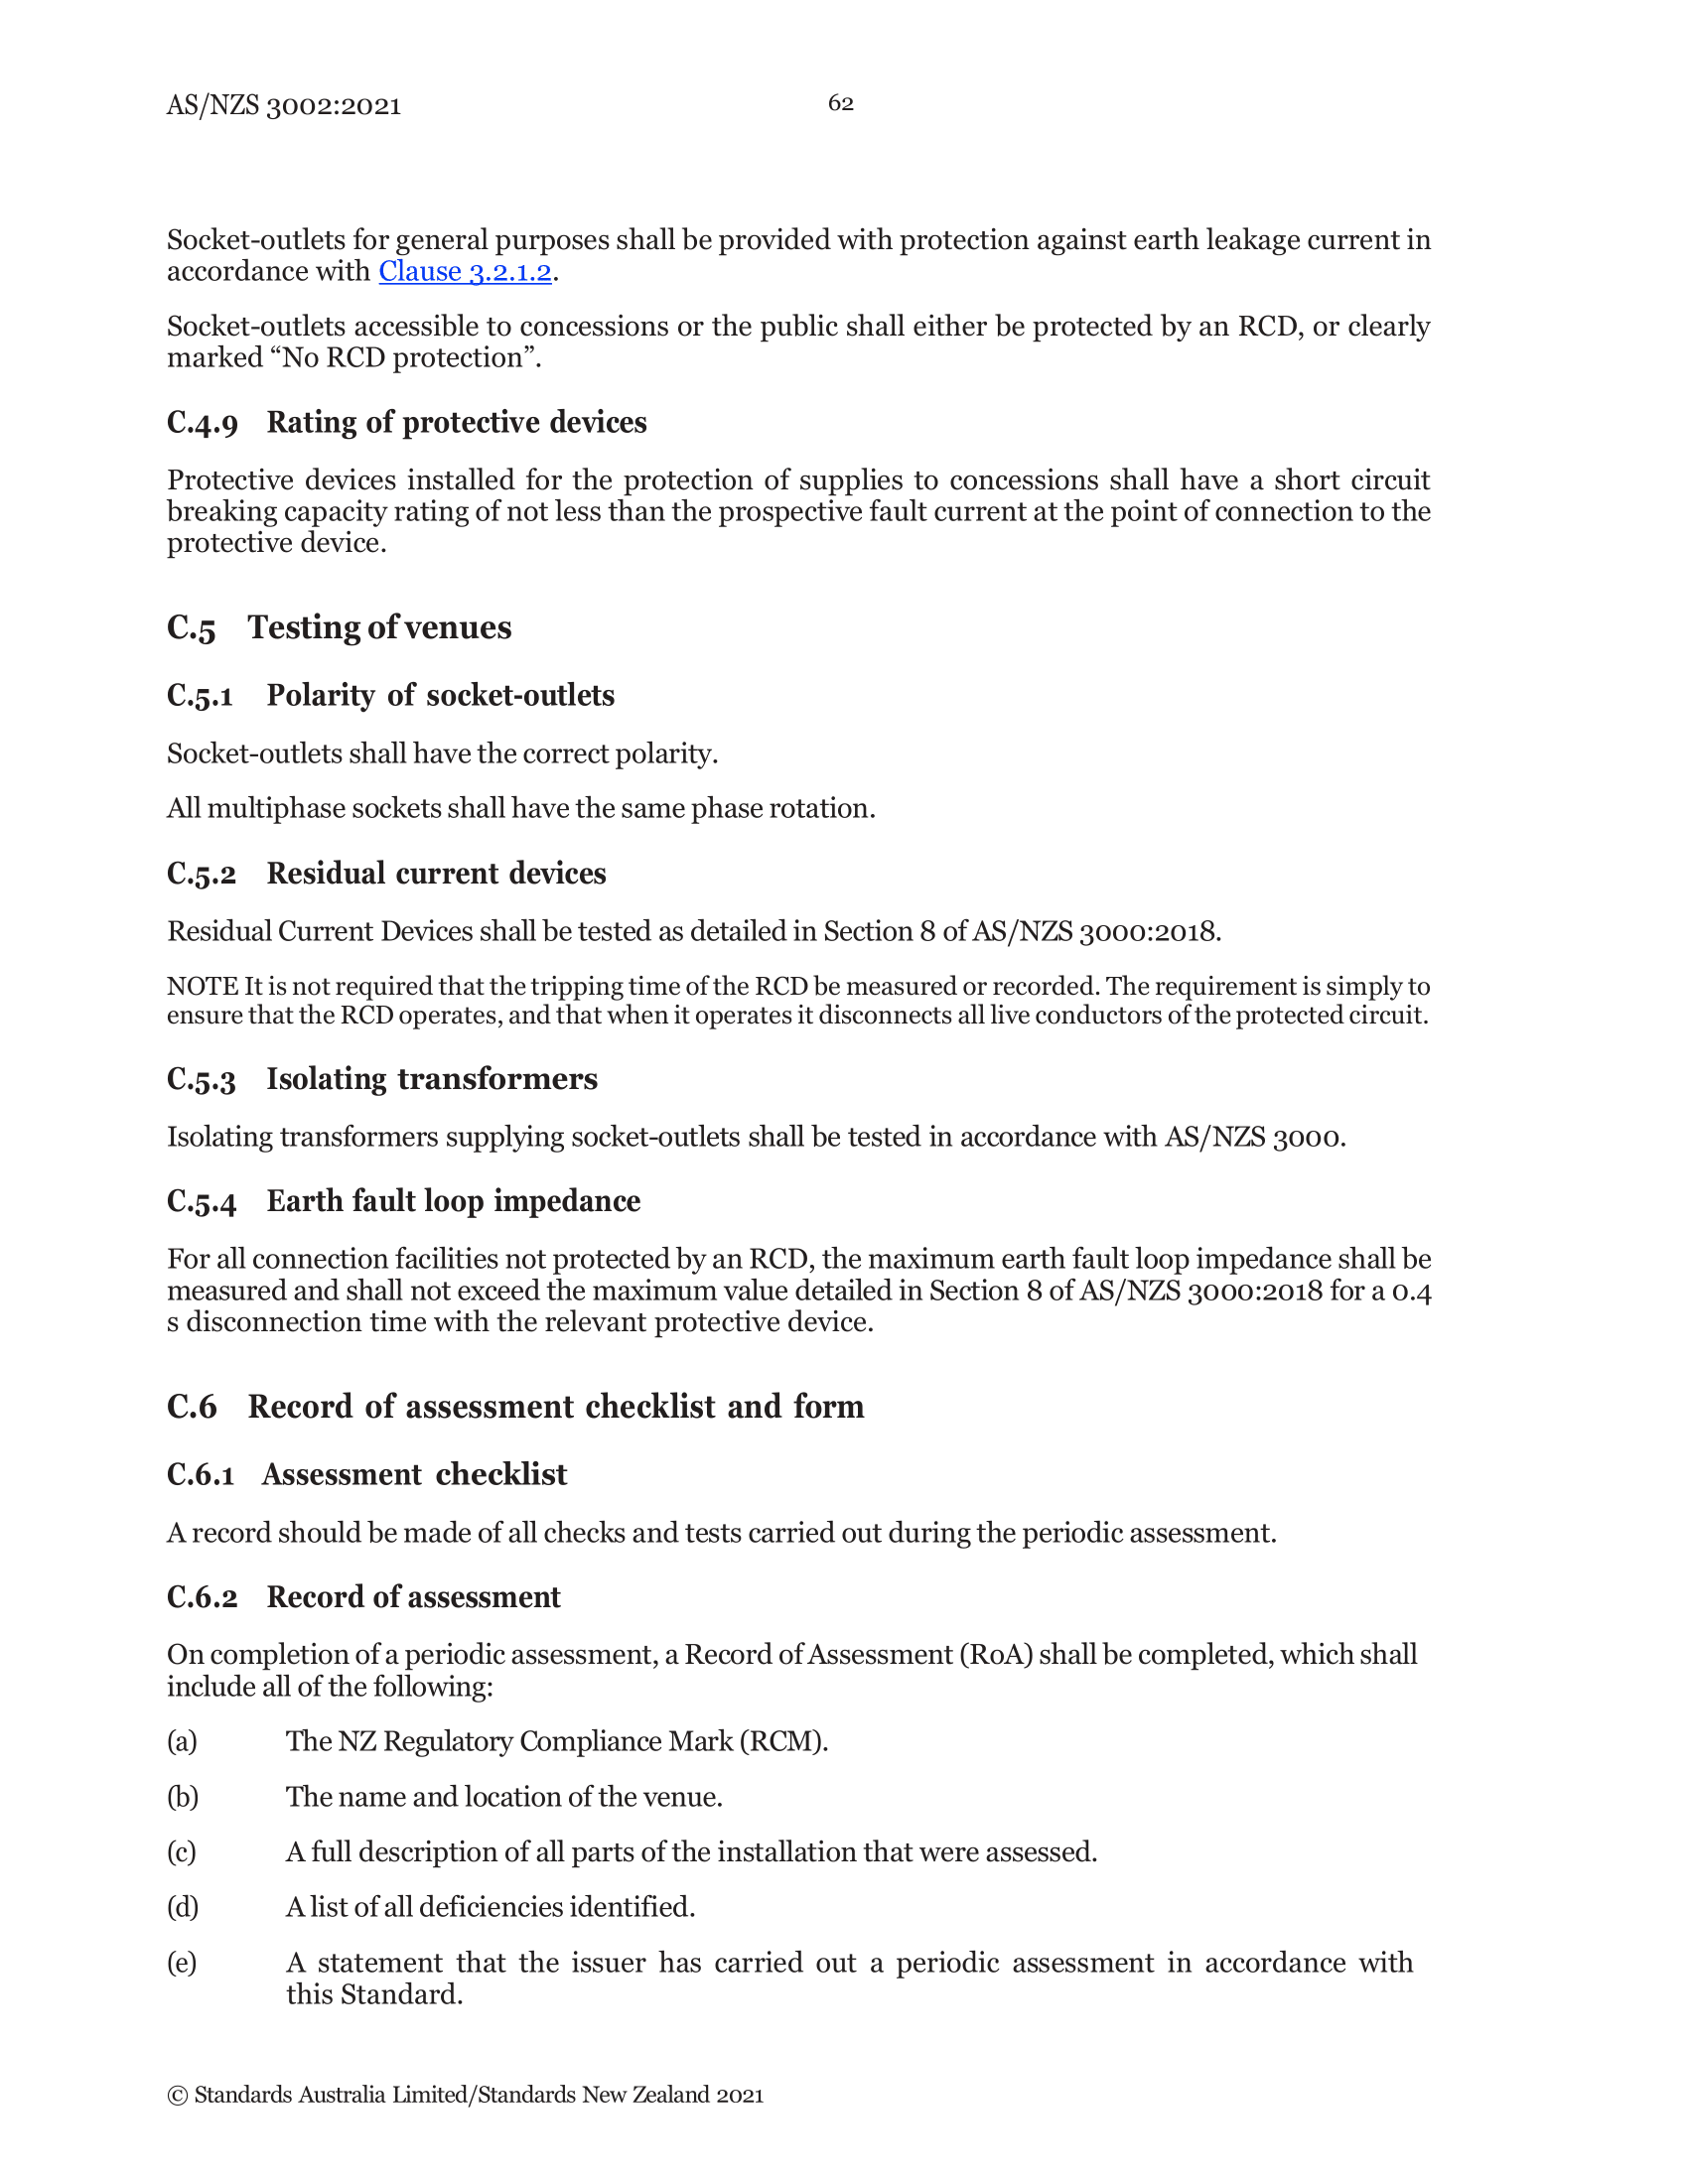 AS/NZS 3002:2021
62
Socket-outlets for general purposes shall be provided with protection against earth leakage current in
accordance with Clause 3.2.1.2.
Socket-outlets accessible to concessions or the public shall either be protected by an RCD, or clearly
marked “No RCD protection”.
C.4.9 Rating of protective devices
Protective devices installed for the protection of supplies to concessions shall have a short circuit
breaking capacity rating of not less than the prospective fault current at the point of connection to the
protective device.
C.5 Testing of venues
C.5.1 Polarity of socket-outlets
Socket-outlets shall have the correct polarity.
All multiphase sockets shall have the same phase rotation.
C.5.2 Residual current devices
Residual Current Devices shall be tested as detailed in Section 8 of AS/NZS 3000:2018.
NOTE It is not required that the tripping time of the RCD be measured or recorded. The requirement is simply to
ensure that the RCD operates, and that when it operates it disconnects all live conductors of the protected circuit.
C.5.3 Isolating transformers
Isolating transformers supplying socket-outlets shall be tested in accordance with AS/NZS 3000.
C.5.4 Earth fault loop impedance
For all connection facilities not protected by an RCD, the maximum earth fault loop impedance shall be
measured and shall not exceed the maximum value detailed in Section 8 of AS/NZS 3000:2018 for a 0.4
s disconnection time with the relevant protective device.
C.6 Record of assessment checklist and form
C.6.1 Assessment checklist
A record should be made of all checks and tests carried out during the periodic assessment.
C.6.2 Record of assessment
On completion of a periodic assessment, a Record of Assessment (RoA) shall be completed, which shall
include all of the following:
(a) The NZ Regulatory Compliance Mark (RCM).
(b) The name and location of the venue.
(c) A full description of all parts of the installation that were assessed.
(d) A list of all deficiencies identified.
(e) A statement that the issuer has carried out a periodic assessment in accordance with
this Standard.
© Standards Australia Limited/Standards New Zealand 2021